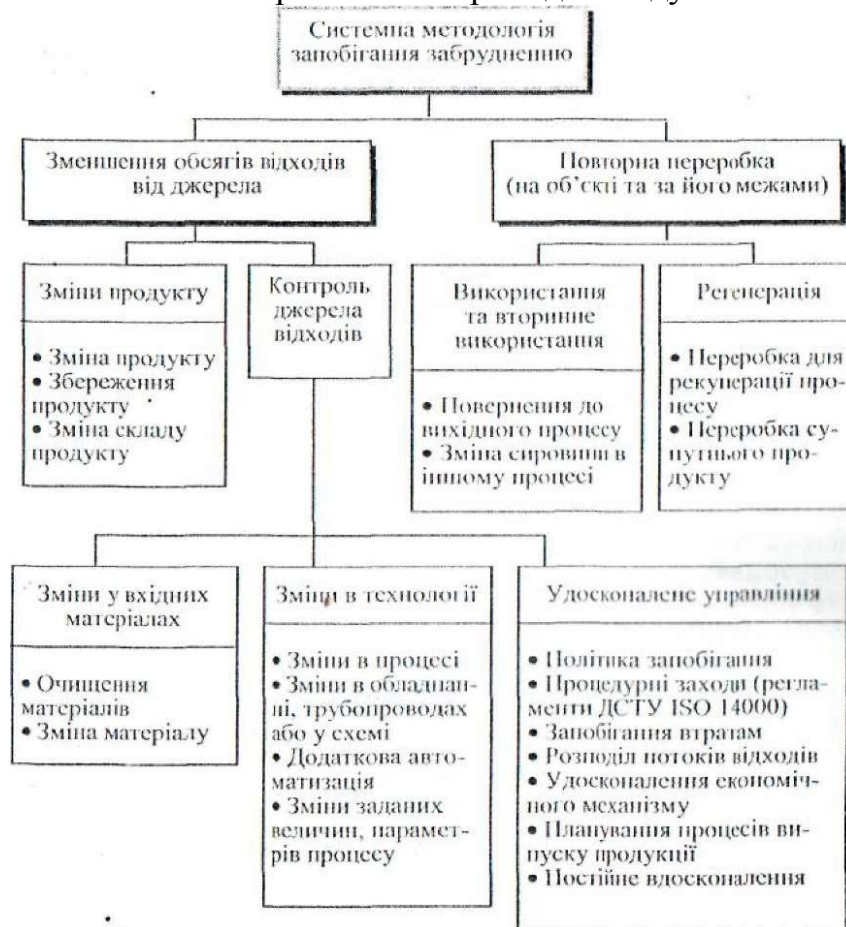 Системна методологія
запобігання забрудненню
Зменшення обсягів відходів
від джерела
Повторна переробка
(на об'єкті та за його межами)
Зміни продукту
• Зміна продукту
• Збереження
продукту
• Зміна складу
продукту
Контроль
джерела
відходів
Використання
та вторинне
використання
• Повернення до
вихідного процесу
• Зміна сировини в
іншому процесі
Регенерація
• Переробка для
рекуперації про-
цесу
• Переробка су-
путнього про-
дукту
Зміни у вхідних
матеріалах
• Очищення
матеріалів
• Зміна матеріалу
Зміни в технології
• Зміни в процесі
• Зміни в обладнан-
ні, трубопроводах
або у схемі
• Додаткова авто-
матизація
• Зміни заданих
величин, парамет-
рів процесу
Удосконалене управління
• Політика запобігання
• Процедурні заходи (регла-
менти ДСТУ ISO 14000)
• Запобігання втратам
• Розподіл потоків відходів
• Удосконалення економіч-
ного механізму
• Планування процесів ви-
пуску продукції
• Постійне вдосконалення